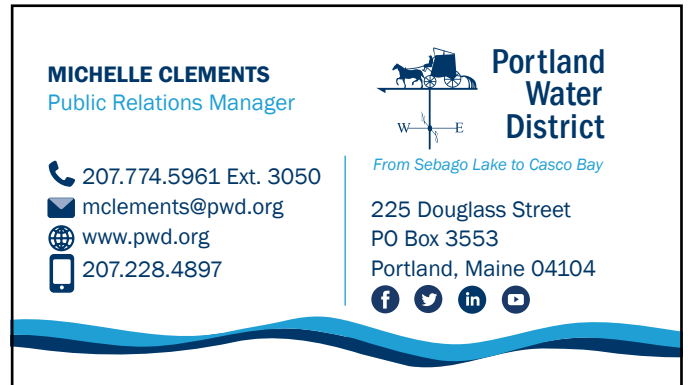 MICHELLE CLEMENTS
Public Relations Manager
207.774.5961 Ext. 3050
mclements@pwd.org
www.pwd.org
207.228.4897
Portland
Water
District
W E
From Sebago Lake to Casco Bay
225 Douglass Street
PO Box 3553
Portland, Maine 04104
f in